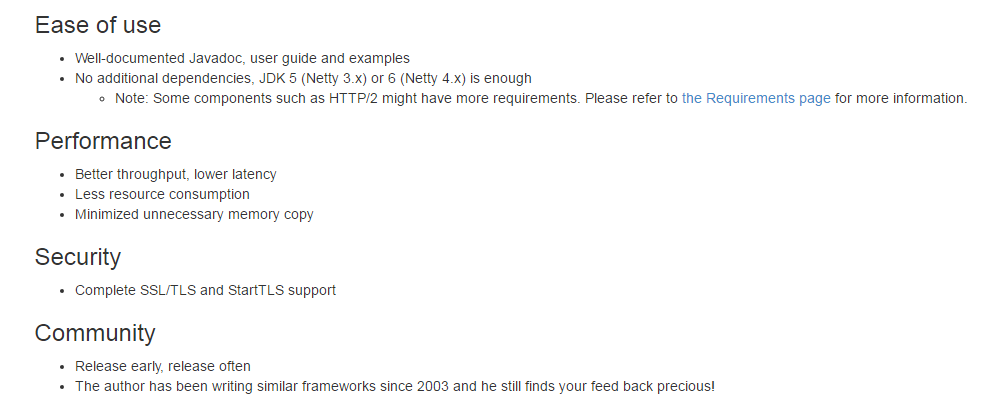 Ease of use
Well-documented Javadoc, user guide and examples
No additional dependencies, JDK 5 (Netty 3.x) or 6 (Netty 4.x) is enough
Note: Some components such as HTTP/2 might have more requirements. Please refer to the Requirements page for more information.
Performance
Better throughput, lower latency
Less resource consumption
Minimized unnecessary memory copy
Security
Complete SSL/TLS and StartTLS support
Community
Release early, release often
The author has been writing similar frameworks since 2003 and he still finds your feed back precious!